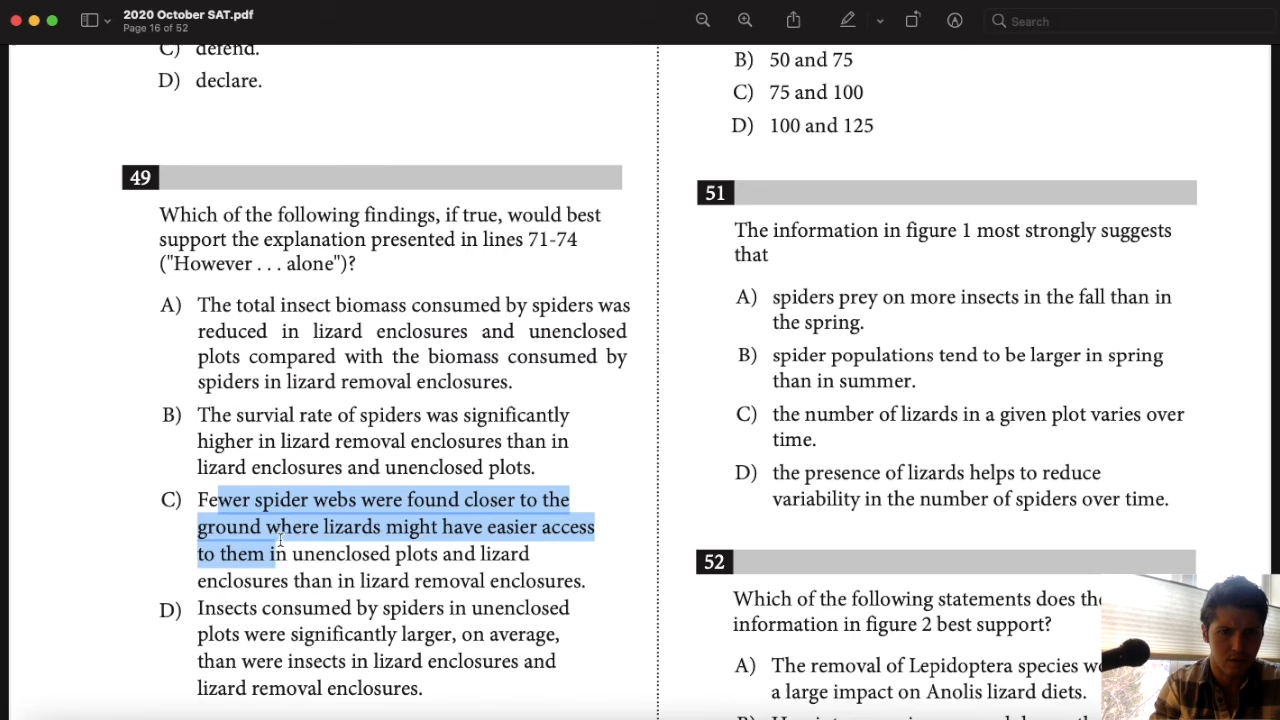 2020 October SAT.pdf
Page 16 of 52
Search
C) defend.
D) declare.
49
Which of the following findings, if true, would best
support the explanation presented in lines 71-74
("However . . . alone")?
A) The total insect biomass consumed by spiders was
reduced in lizard enclosures and unenclosed
plots compared with the biomass consumed by
spiders in lizard removal enclosures.
B) The survial rate of spiders was significantly
higher in lizard removal enclosures than in
lizard enclosures and unenclosed plots.
C) Fewer spider webs were found closer to the
ground where lizards might have easier access
to them in unenclosed plots and lizard
enclosures than in lizard removal enclosures.
D) Insects consumed by spiders in unenclosed
plots were significantly larger, on average,
than were insects in lizard enclosures and
lizard removal enclosures.
B) 50 and 75
C) 75 and 100
D) 100 and 125
51
The information in figure 1 most strongly suggests
that
A) spiders prey on more insects in the fall than in
the spring.
B) spider populations tend to be larger in spring
than in summer.
C) the number of lizards in a given plot varies over
time.
D) the presence of lizards helps to reduce
variability in the number of spiders over time.
52
Which of the following statements does the
information in figure 2 best support?
A) The removal of Lepidoptera species
a large impact on Anolis lizard diets.